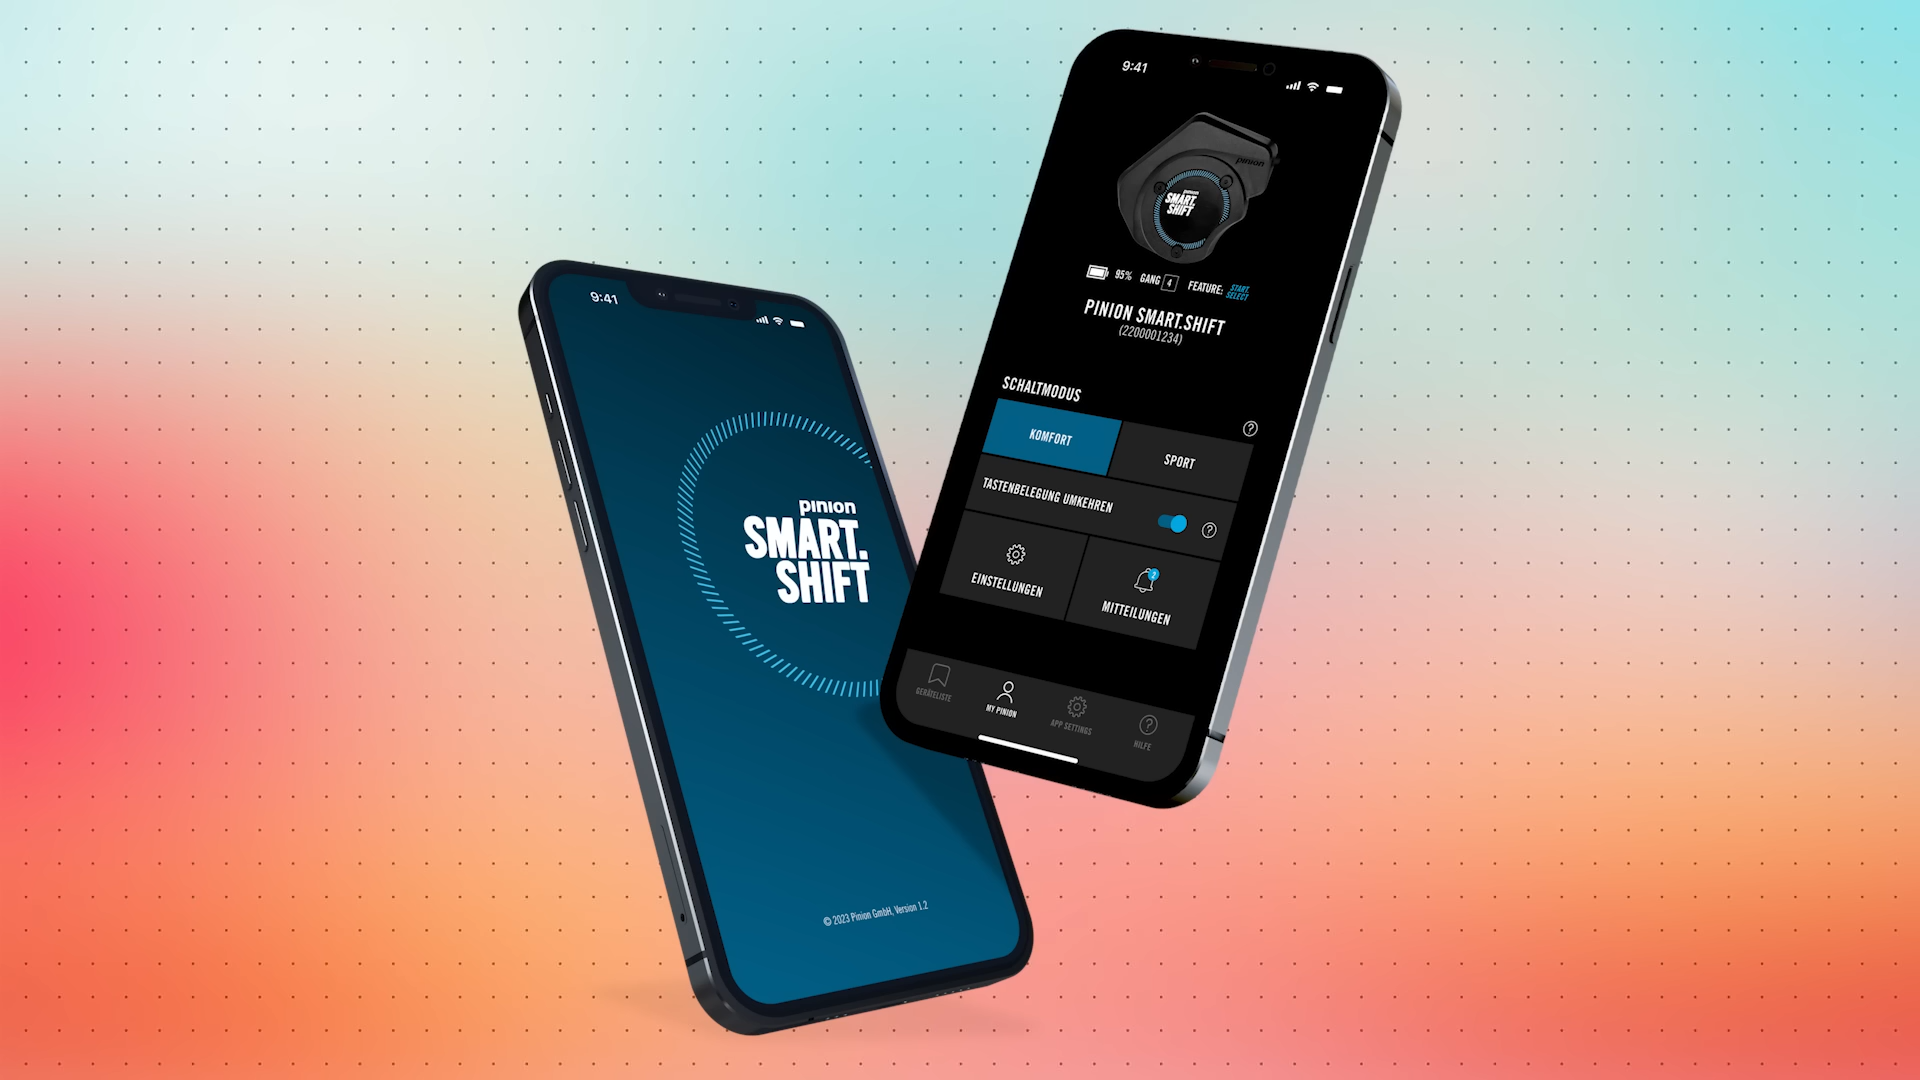 9:41
pinion
SMART.
SHIFT
© 2023 Pinion GmbH, Version 1.2
9:41
pinion
pinion
SMART.
SHIFT
95% GANG 4 FEATURE: START.
SELECT
PINION SMART.SHIFT
(2200001234)
SCHALTMODUS
KOMFORT
SPORT
TASTENBELEGUNG UMKEHREN
EINSTELLUNGEN
2
MITTEILUNGEN
GERÄTELISTE
MY PINION
APP SETTINGS
HILFE